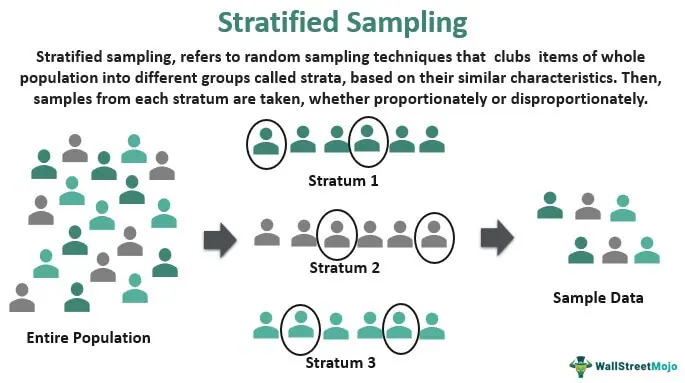 Stratified Sampling
Stratified sampling, refers to random sampling techniques that clubs items of whole
population into different groups called strata, based on their similar characteristics. Then,
samples from each stratum are taken, whether proportionately or disproportionately.
Stratum 1
Stratum 2
Stratum 3
Entire Population
Sample Data
WallStreetMojo